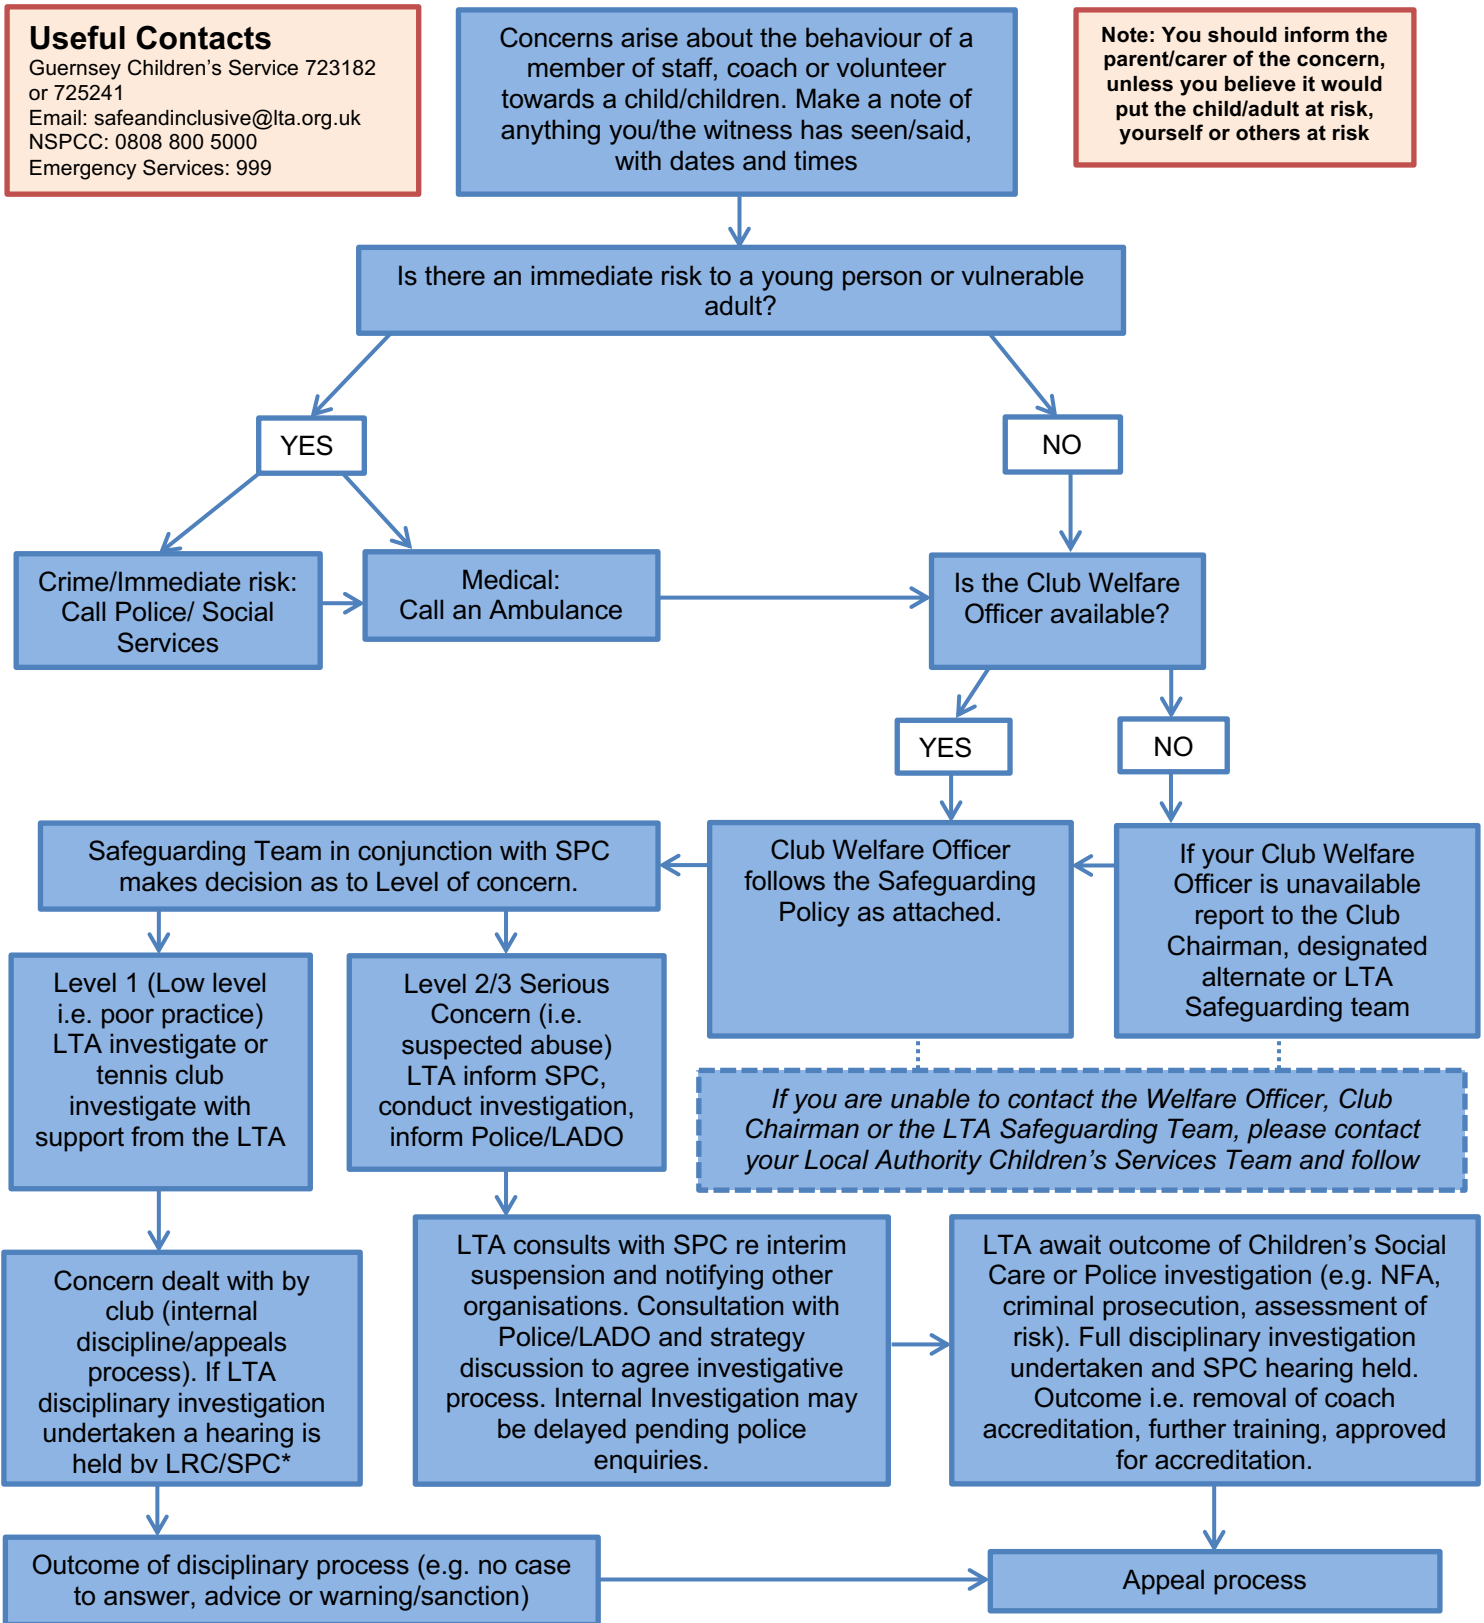 Useful Contacts
Guernsey Children's Service 723182
or 725241
Email: safeandinclusive@lta.org.uk
NSPCC: 0808 800 5000
Emergency Services: 999
Concerns arise about the behaviour of a
member of staff, coach or volunteer
towards a child/children. Make a note of
anything you/the witness has seen/said,
with dates and times
Note: You should inform the
parent/carer of the concern,
unless you believe it would
put the child/adult at risk,
yourself or others at risk
Is there an immediate risk to a young person or vulnerable
adult?
YES
NO
Crime/Immediate risk:
Call Police/ Social
Services
Medical:
Call an Ambulance
Is the Club Welfare
Officer available?
YES
NO
Safeguarding Team in conjunction with SPC
makes decision as to Level of concern.
Club Welfare Officer
follows the Safeguarding
Policy as attached.
If your Club Welfare
Officer is unavailable
report to the Club
Chairman, designated
alternate or LTA
Safeguarding team
Level 1 (Low level
i.e. poor practice)
LTA investigate or
tennis club
investigate with
support from the LTA
Level 2/3 Serious
Concern (i.e.
suspected abuse)
LTA inform SPC,
conduct investigation,
inform Police/LADO
If you are unable to contact the Welfare Officer, Club
Chairman or the LTA Safeguarding Team, please contact
your Local Authority Children's Services Team and follow
Concern dealt with by
club (internal
discipline/appeals
process). If LTA
disciplinary investigation
undertaken a hearing is
held by LRC/SPC*
LTA consults with SPC re interim
suspension and notifying other
organisations. Consultation with
Police/LADO and strategy
discussion to agree investigative
process. Internal Investigation may
be delayed pending police
enquiries.
LTA await outcome of Children's Social
Care or Police investigation (e.g. NFA,
criminal prosecution, assessment of
risk). Full disciplinary investigation
undertaken and SPC hearing held.
Outcome i.e. removal of coach
accreditation, further training, approved
for accreditation.
Outcome of disciplinary process (e.g. no case
to answer, advice or warning/sanction)
Appeal process